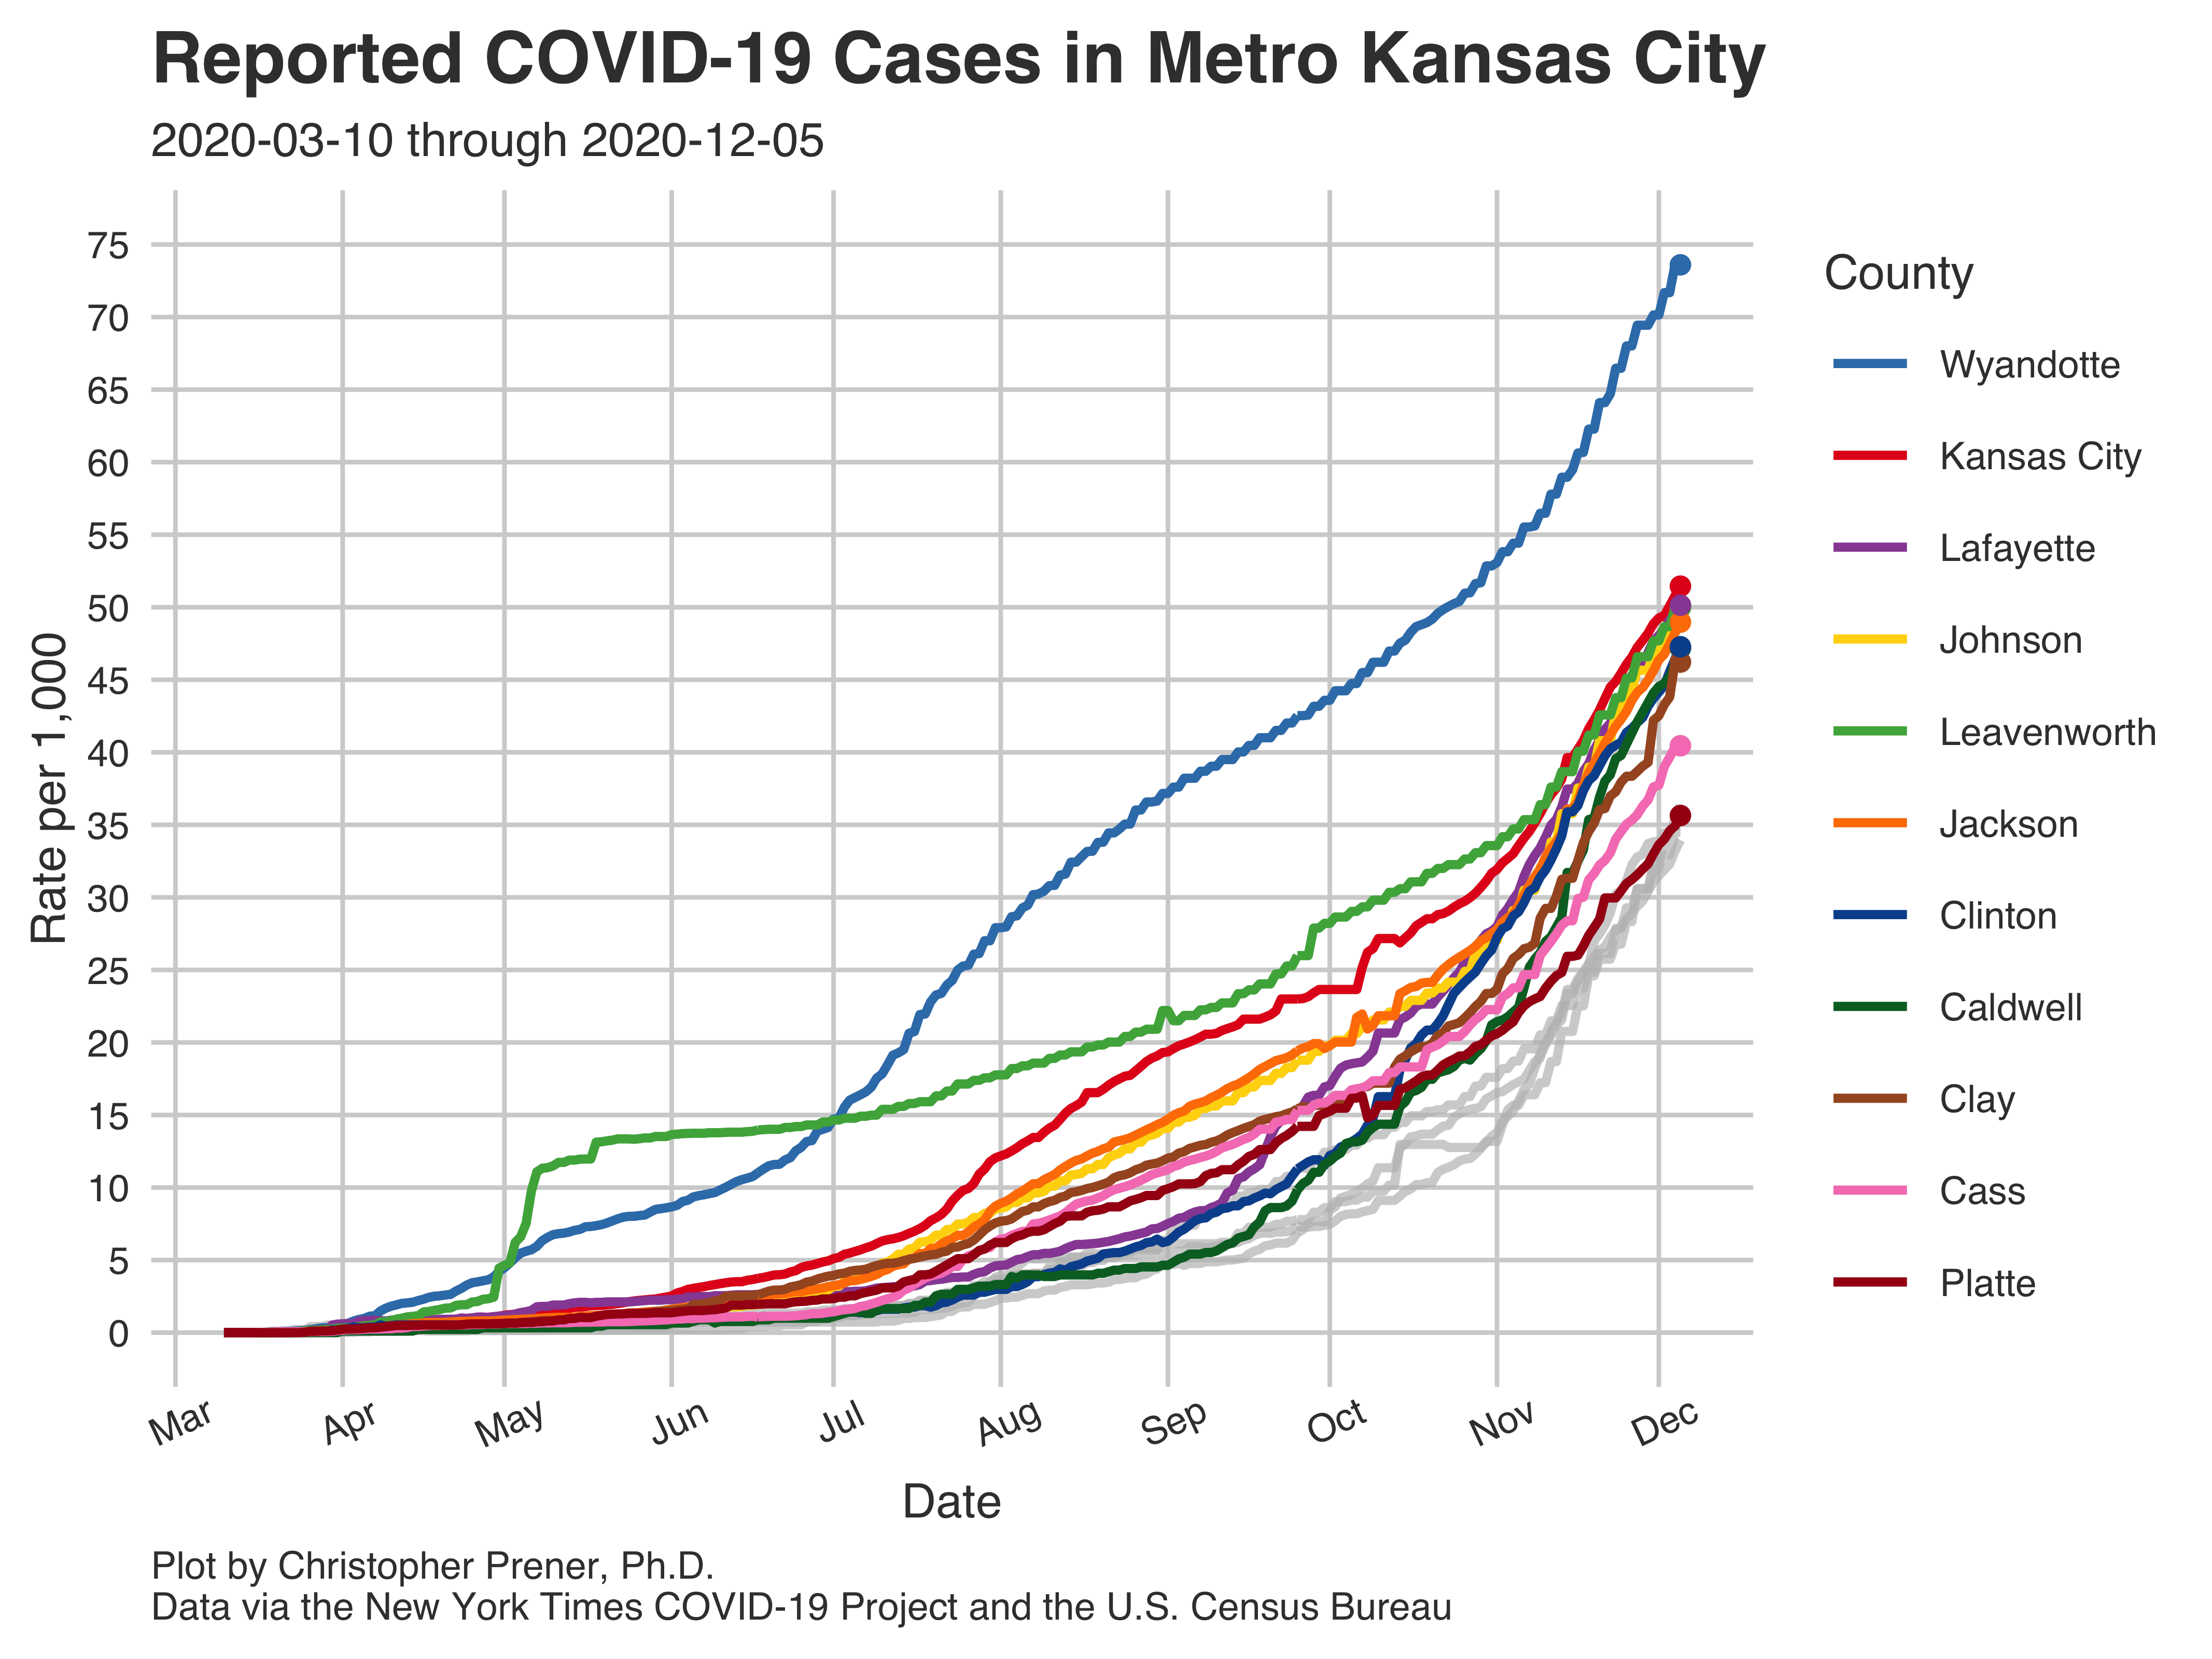 Reported COVID-19 Cases in Metro Kansas City
2020-03-10 through 2020-12-05
75
70
65
60
55
50
45
40
35
30
25
20
15
10
5
0
Rate per 1,000
Mar
Apr
May
Jun
Jul
Aug
Sep
Oct
Nov
Dec
Date
County
Wyandotte
Kansas City
Lafayette
Johnson
Leavenworth
Jackson
Clinton
Caldwell
Clay
Cass
Platte
Plot by Christopher Prener, Ph.D.
Data via the New York Times COVID-19 Project and the U.S. Census Bureau